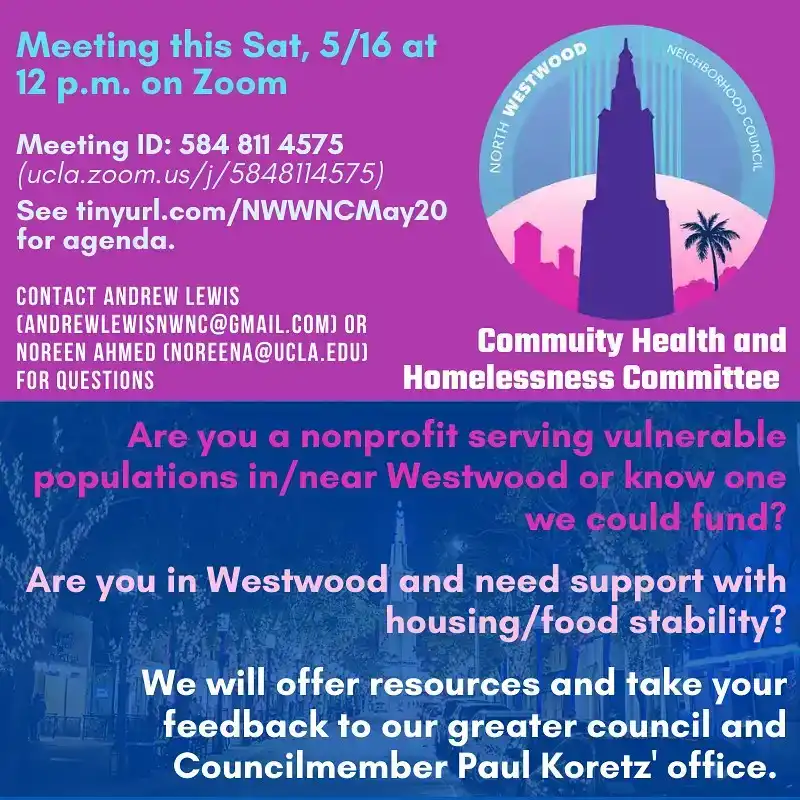 Meeting this Sat, 5/16 at
12 p.m. on Zoom
Meeting ID: 584 811 4575
(ucla.zoom.us/j/5848114575)
See tinyurl.com/NWWNCMay20
for agenda.
CONTACT ANDREW LEWIS
(ANDREWLEWISNWNC@GMAIL.COM) OR
NOREEN AHMED (NOREENA@UCLA.EDU)
FOR QUESTIONS
NORTH WESTWOOD NEIGHBORHOOD COUNCIL
Commuity Health and
Homelessness Committee
Are you a nonprofit serving vulnerable
populations in/near Westwood or know one
we could fund?
Are you in Westwood and need support with
housing/food stability?
We will offer resources and take your
feedback to our greater council and
Councilmember Paul Koretz' office.